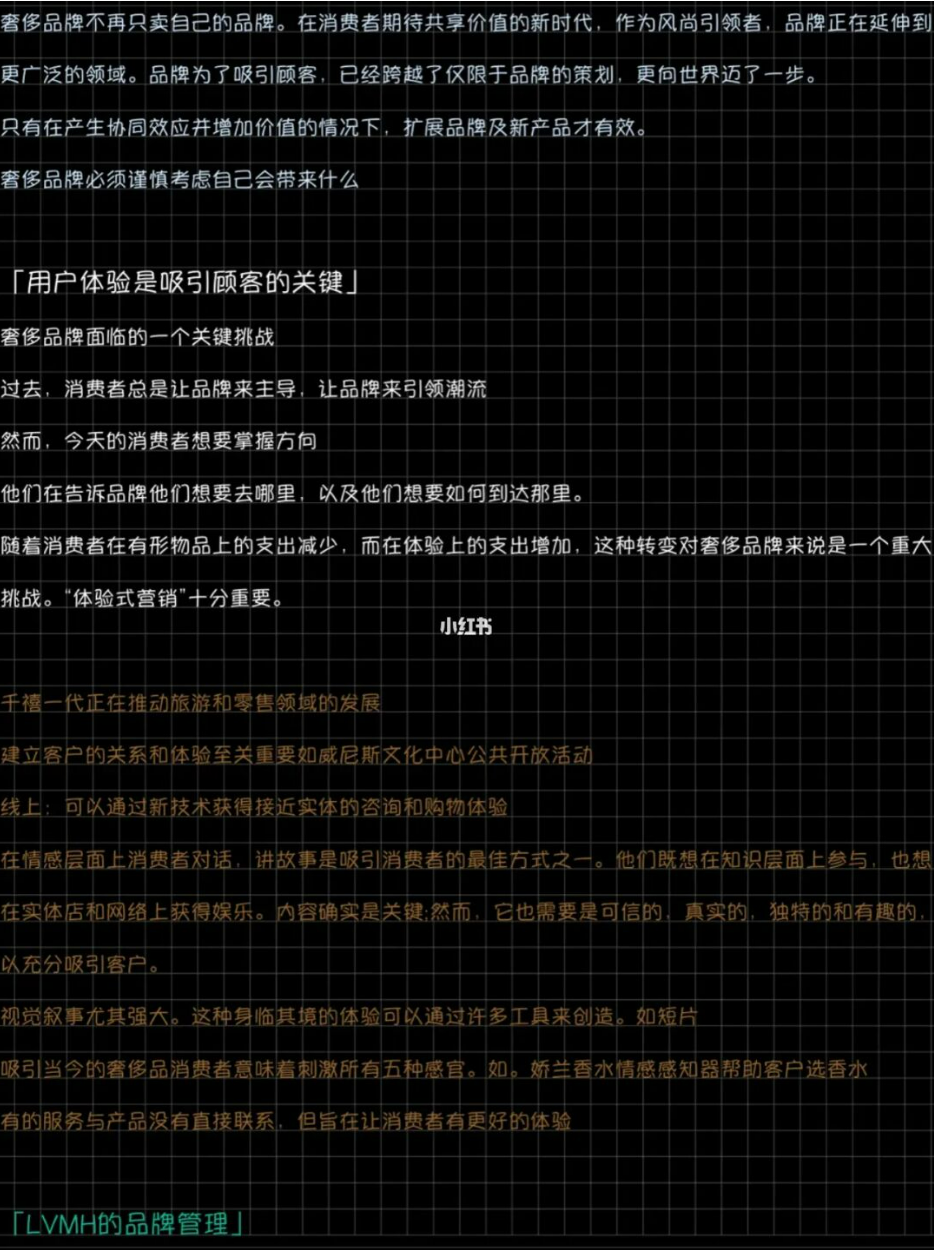 奢侈品牌不再只卖自己的品牌。在消费者期待共享价值的新时代，作为风尚引领者，品牌正在延伸到
更广泛的领域。品牌为了吸引顾客，已经跨越了仅限于品牌的策划，更向世界迈了一步。
只有在产生协同效应并增加价值的情况下，扩展品牌及新产品才有效。
奢侈品牌必须谨慎考虑自己会带来什么
「用户体验是吸引顾客的关键」
奢侈品牌面临的一个关键挑战
过去，消费者总是让品牌来主导，让品牌来引领潮流
然而，今天的消费者想要掌握方向
他们在告诉品牌他们想要去哪里，以及他们想要如何到达那里。
随着消费者在有形物品上的支出减少，而在体验上的支出增加，这种转变对奢侈品牌来说是一个重大
挑战。“体验式营销”十分重要。
小红书
千禧一代正在推动旅游和零售领域的发展
建立客户的关系和体验至关重要如威尼斯文化中心公共开放活动
线上：可以通过新技术获得接近实体的咨询和购物体验
在情感层面上消费者对话，讲故事是吸引消费者的最佳方式之一。他们既想在知识层面上参与，也想
在实体店和网络上获得娱乐。内容确实是关键;然而，它也需要是可信的，真实的，独特的和有趣的，
以充分吸引客户。
视觉叙事尤其强大。这种身临其境的体验可以通过许多工具来创造。如短片
吸引当今的奢侈品消费者意味着刺激所有五种感官。如。娇兰香水情感感知器帮助客户选香水
有的服务与产品没有直接联系，但旨在让消费者有更好的体验
「LVMH的品牌管理」